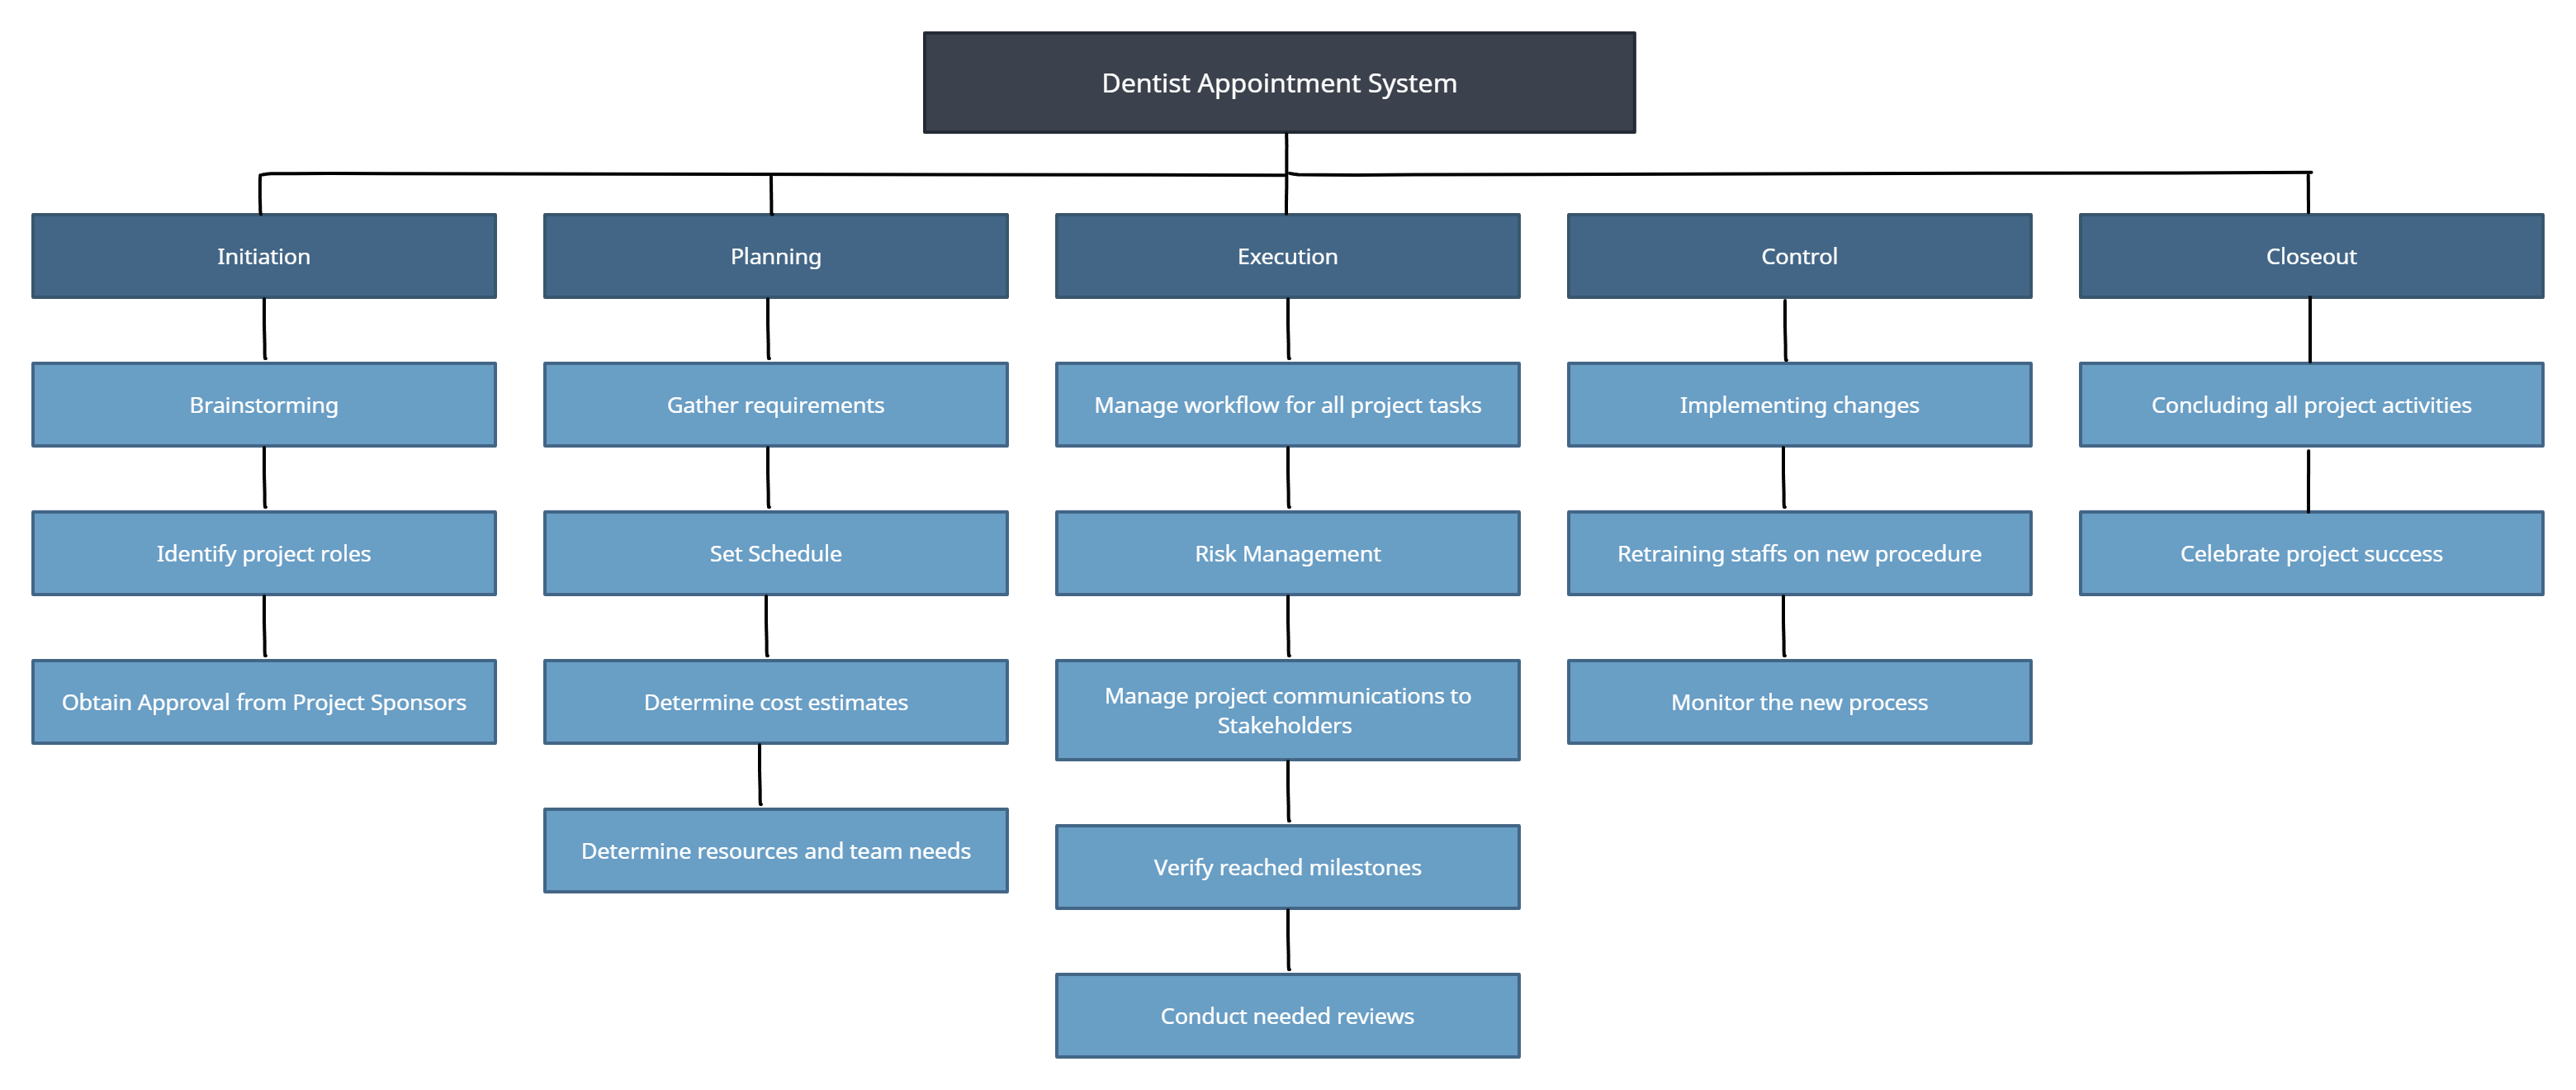 Dentist Appointment System
Initiation
Planning
Execution
Control
Closeout
Brainstorming
Gather requirements
Manage workflow for all project tasks
Implementing changes
Concluding all project activities
Identify project roles
Set Schedule
Risk Management
Retraining staffs on new procedure
Celebrate project success
Obtain Approval from Project Sponsors
Determine cost estimates
Manage project communications to
Stakeholders
Monitor the new process
Determine resources and team needs
Verify reached milestones
Conduct needed reviews